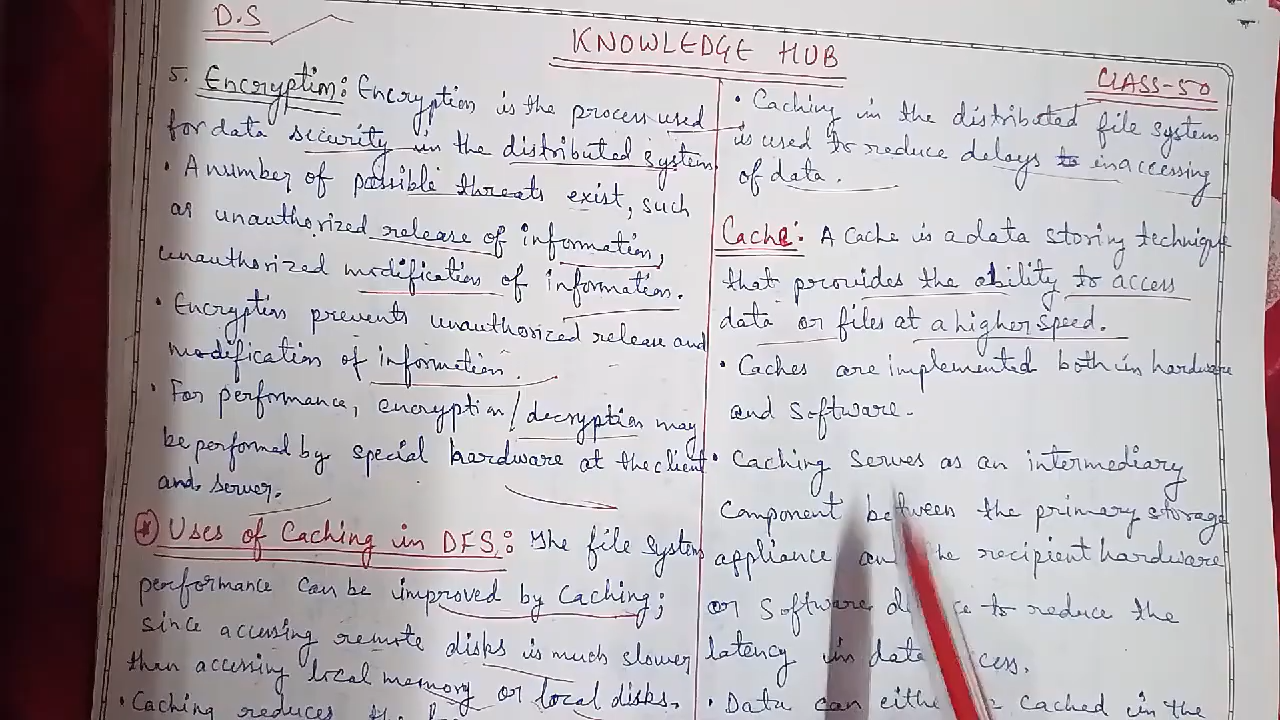 D.S
KNOWLEDGE HUB
CLASS-50
5. Encryption: Encryption is the process used
for data security in the distributed system
• A number of possible threats exist, such
as unauthorized release of information,
unauthorized modification of information.
• Encryption prevents unauthorized release and
modification of information.
• For performance, encryption/decryption may
be performed by special hardware at the client
and server.
* Uses of Caching in DFS: The file system
performance can be improved by caching;
since accessing remote disks is much slower
than accessing local memory or local disks.
• Caching reduces the
• Caching in the distributed file system
is used to reduce delays to in accessing
of data.
Cache: A cache is a data storing technique
that provides the ability to access
data or files at a higher speed.
• Caches are implemented both in hardware
and software.
• Caching serves as an intermediary
component between the primary storage
appliance and the recipient hardware
or software to reduce the
latency in data
• Data can cached in the